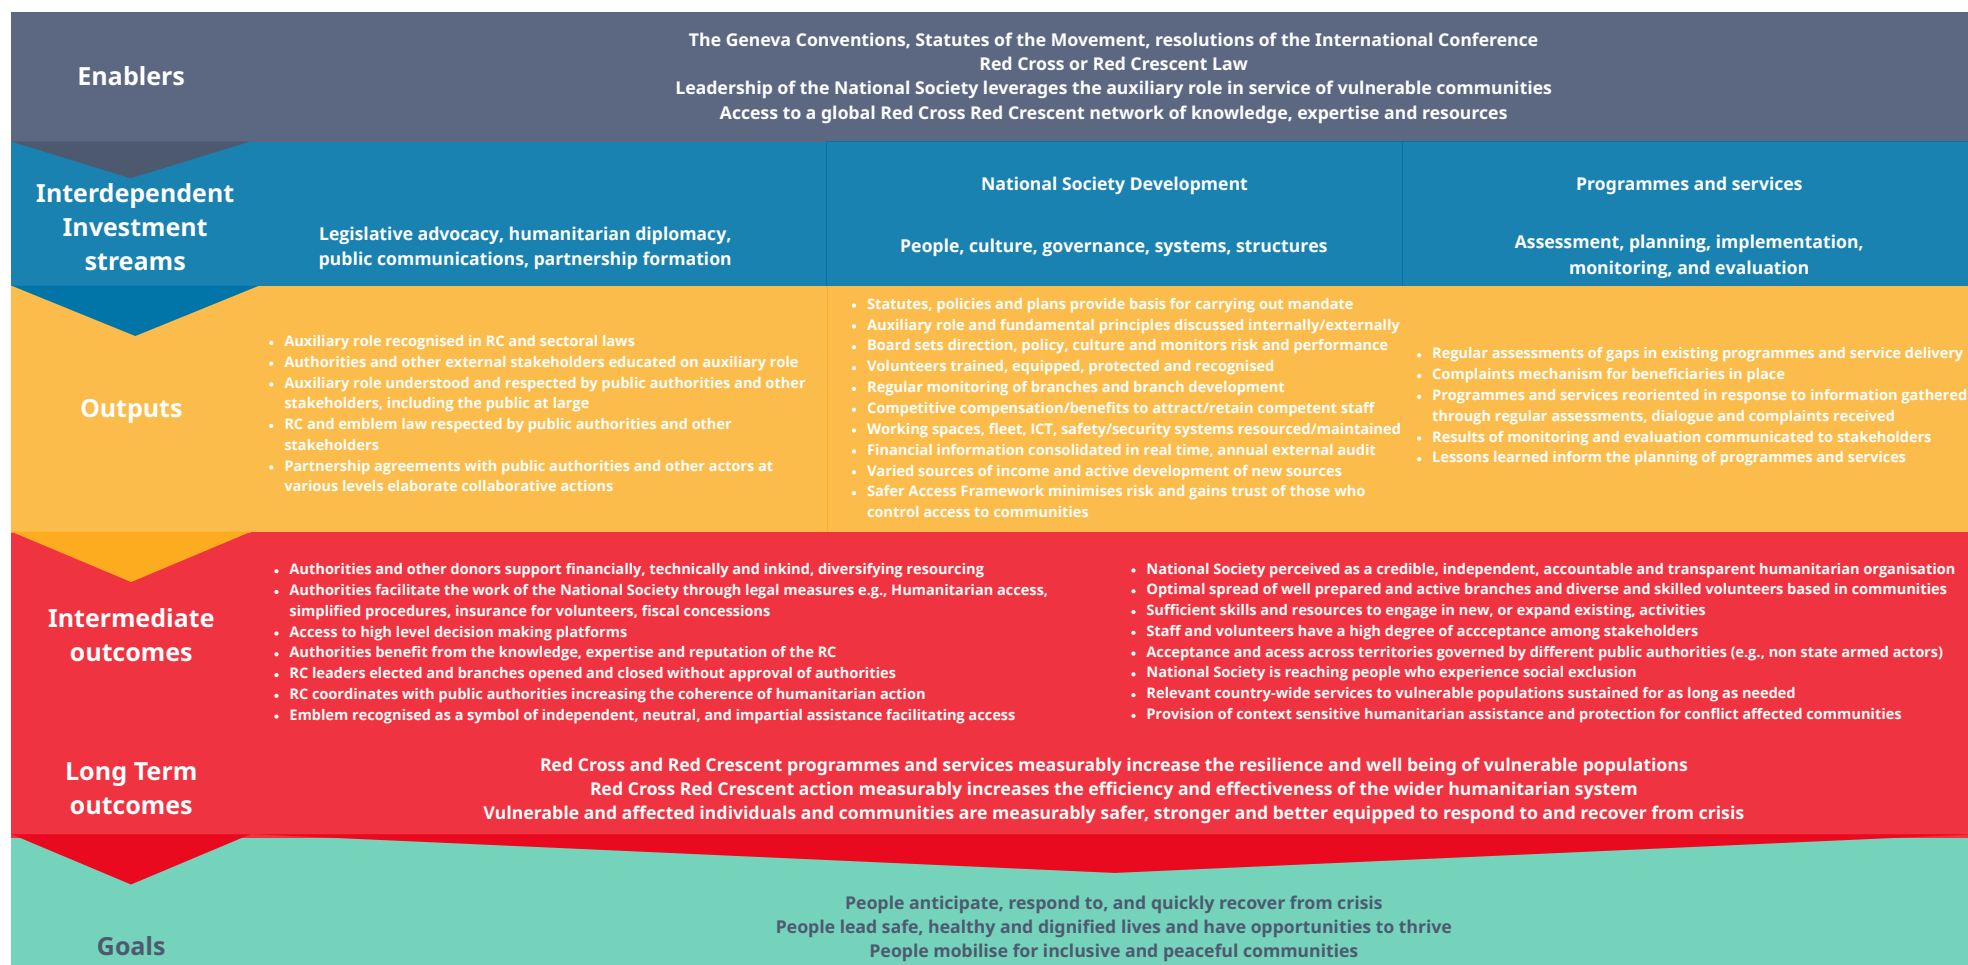 Enablers
The Geneva Conventions, Statutes of the Movement, resolutions of the International Conference
Red Cross or Red Crescent Law
Leadership of the National Society leverages the auxiliary role in service of vulnerable communities
Access to a global Red Cross Red Crescent network of knowledge, expertise and resources
Interdependent
Investment
streams
Legislative advocacy, humanitarian diplomacy,
public communications, partnership formation
National Society Development
People, culture, governance, systems, structures
Programmes and services
Assessment, planning, implementation,
monitoring, and evaluation
Outputs
• Auxiliary role recognised in RC and sectoral laws
• Authorities and other external stakeholders educated on auxiliary role
• Auxiliary role understood and respected by public authorities and other
stakeholders, including the public at large
• RC and emblem law respected by public authorities and other
stakeholders
• Partnership agreements with public authorities and other actors at
various levels elaborate collaborative actions
• Statutes, policies and plans provide basis for carrying out mandate
• Auxiliary role and fundamental principles discussed internally/externally
• Board sets direction, policy, culture and monitors risk and performance
• Volunteers trained, equipped, protected and recognised
• Regular monitoring of branches and branch development
• Competitive compensation/benefits to attract/retain competent staff
• Working spaces, fleet, ICT, safety/security systems resourced/maintained
• Financial information consolidated in real time, annual external audit
• Varied sources of income and active development of new sources
• Safer Access Framework minimises risk and gains trust of those who
control access to communities
• Regular assessments of gaps in existing programmes and service delivery
• Complaints mechanism for beneficiaries in place
• Programmes and services reoriented in response to information gathered
through regular assessments, dialogue and complaints received
• Results of monitoring and evaluation communicated to stakeholders
• Lessons learned inform the planning of programmes and services
Intermediate
outcomes
• Authorities and other donors support financially, technically and inkind, diversifying resourcing
• Authorities facilitate the work of the National Society through legal measures e.g., Humanitarian access,
simplified procedures, insurance for volunteers, fiscal concessions
• Access to high level decision making platforms
• Authorities benefit from the knowledge, expertise and reputation of the RC
• RC leaders elected and branches opened and closed without approval of authorities
• RC coordinates with public authorities increasing the coherence of humanitarian action
• Emblem recognised as a symbol of independent, neutral, and impartial assistance facilitating access
• National Society perceived as a credible, independent, accountable and transparent humanitarian organisation
• Optimal spread of well prepared and active branches and diverse and skilled volunteers based in communities
• Sufficient skills and resources to engage in new, or expand existing, activities
• Staff and volunteers have a high degree of accceptance among stakeholders
• Acceptance and acess across territories governed by different public authorities (e.g., non state armed actors)
• National Society is reaching people who experience social exclusion
• Relevant country-wide services to vulnerable populations sustained for as long as needed
• Provision of context sensitive humanitarian assistance and protection for conflict affected communities
Long Term
outcomes
Red Cross and Red Crescent programmes and services measurably increase the resilience and well being of vulnerable populations
Red Cross Red Crescent action measurably increases the efficiency and effectiveness of the wider humanitarian system
Vulnerable and affected individuals and communities are measurably safer, stronger and better equipped to respond to and recover from crisis
Goals
People anticipate, respond to, and quickly recover from crisis
People lead safe, healthy and dignified lives and have opportunities to thrive
People mobilise for inclusive and peaceful communities